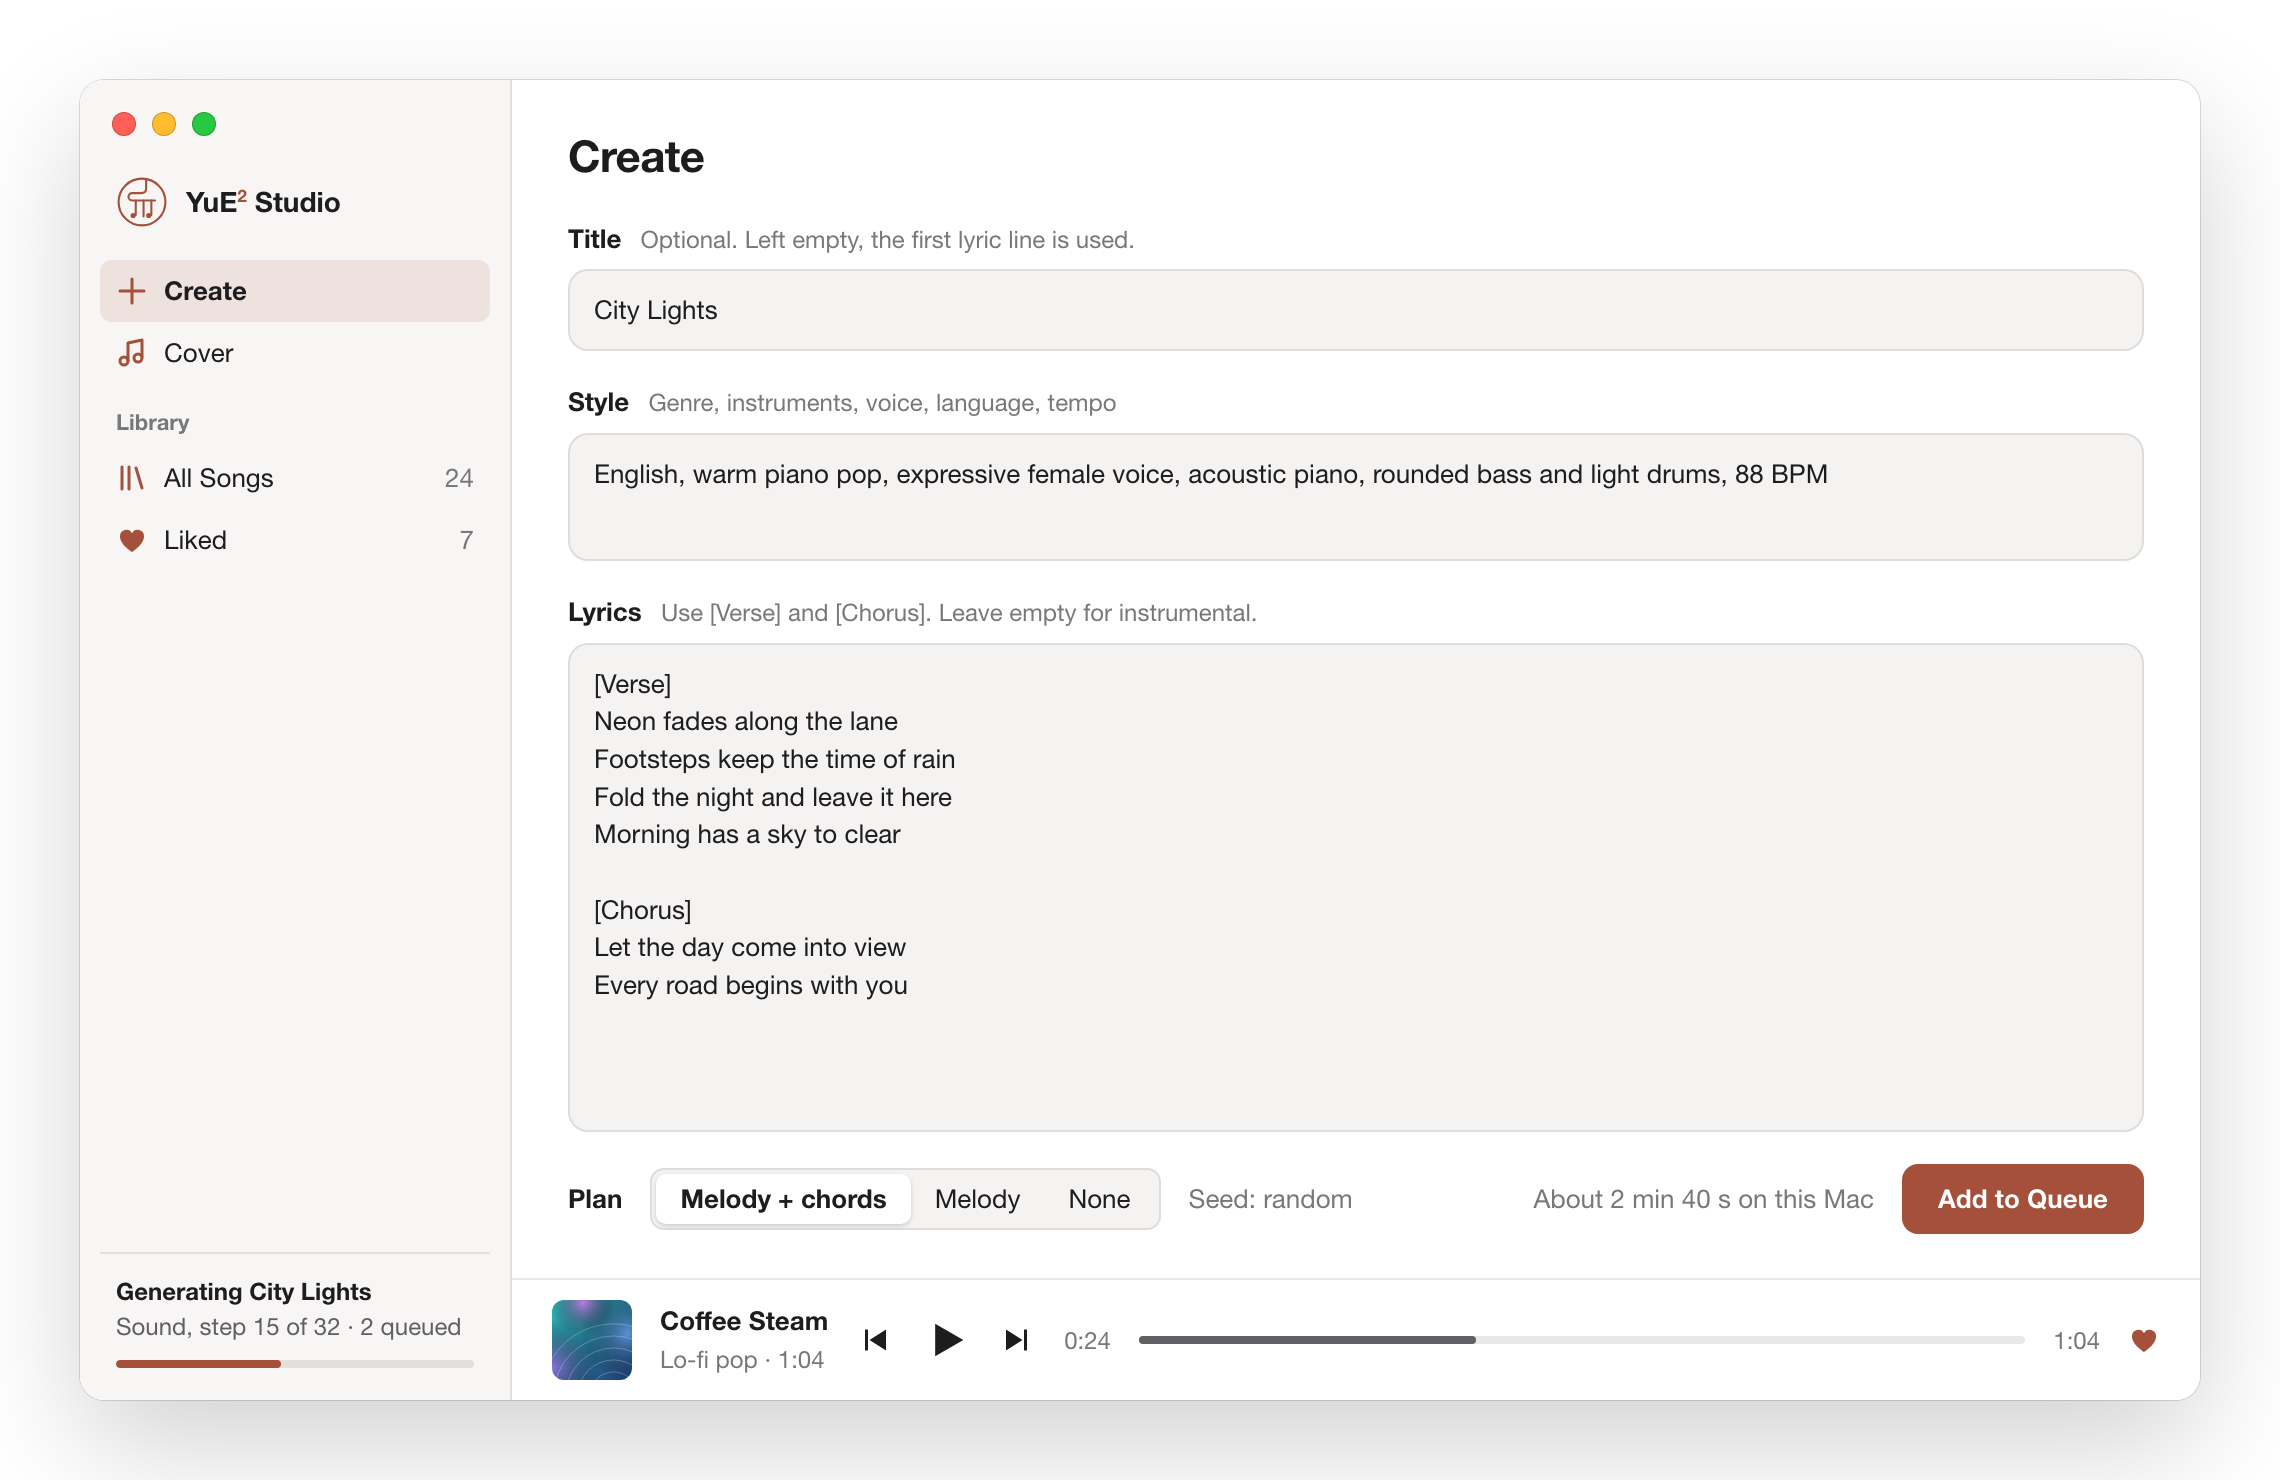 YuE² Studio
Create
Cover
Library
All Songs 24
Liked 7
Generating City Lights
Sound, step 15 of 32 · 2 queued
Create
Title Optional. Left empty, the first lyric line is used.
City Lights
Style Genre, instruments, voice, language, tempo
English, warm piano pop, expressive female voice, acoustic piano, rounded bass and light drums, 88 BPM
Lyrics Use [Verse] and [Chorus]. Leave empty for instrumental.
[Verse]
Neon fades along the lane
Footsteps keep the time of rain
Fold the night and leave it here
Morning has a sky to clear
[Chorus]
Let the day come into view
Every road begins with you
Plan Melody + chords Melody None Seed: random About 2 min 40 s on this Mac Add to Queue
Coffee Steam
Lo-fi pop · 1:04
0:24 1:04